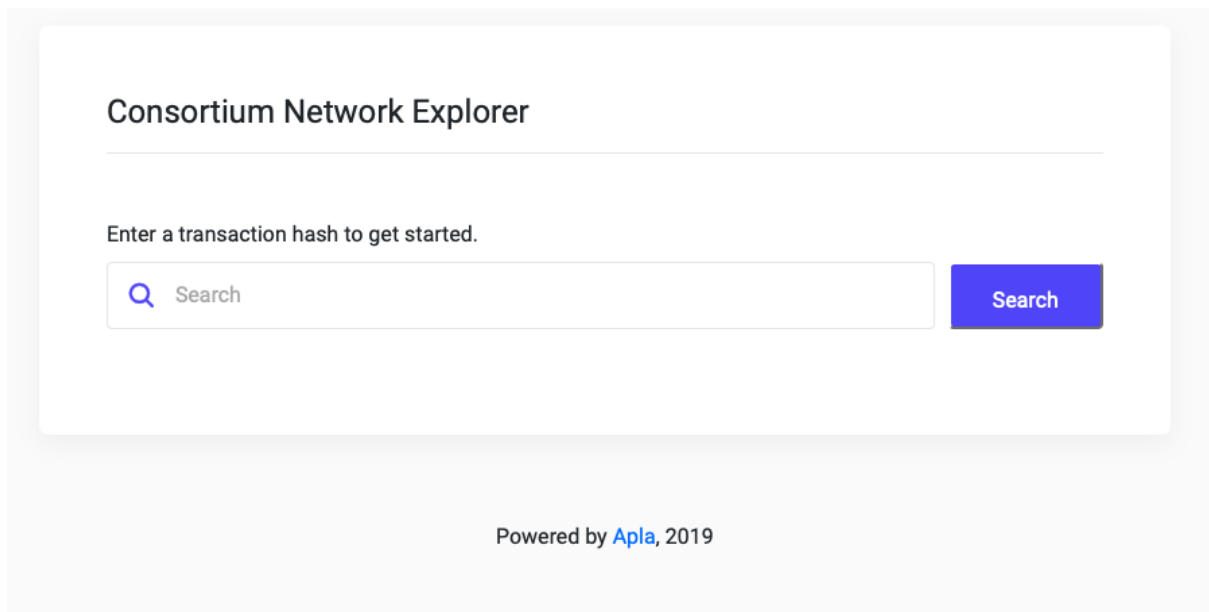 Consortium Network Explorer
Enter a transaction hash to get started.
Search
Search
Powered by Apla, 2019